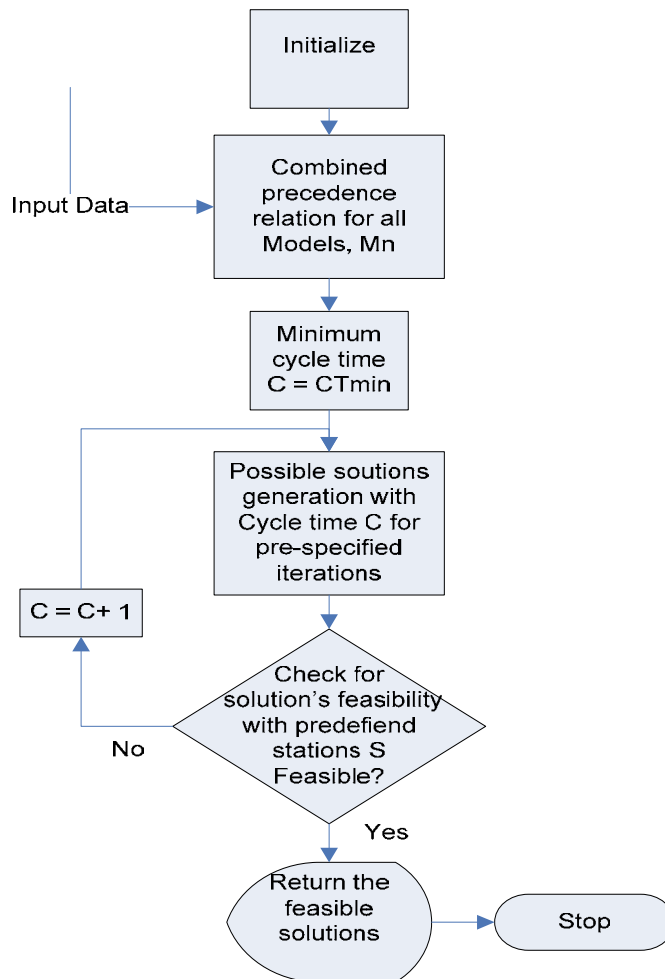 Initialize
Combined
precedence
relation for all
Models, Mn
Input Data
Minimum
cycle time
C = CTmin
Possible soutions
generation with
Cycle time C for
pre-specified
iterations
C = C+ 1
Check for
solution’s feasibility
with predefiend
stations S
Feasible?
No
Yes
Return the
feasible
solutions
Stop